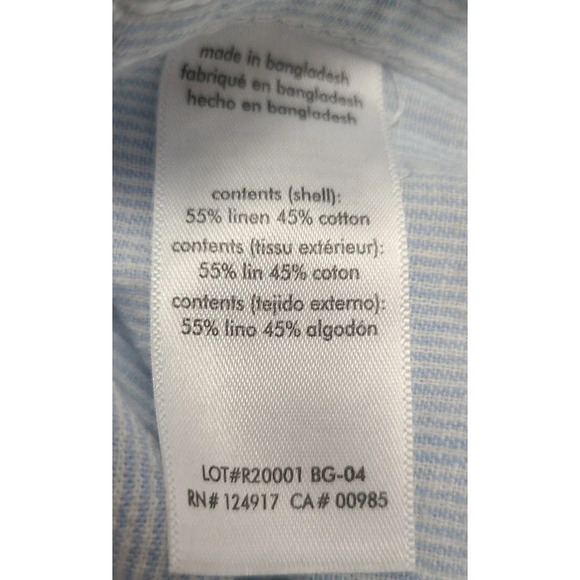 made in bangladesh
fabriqué en bangladesh
hecho en bangladesh
contents (shell):
55% linen 45% cotton
contents (tissu extérieur):
55% lin 45% coton
contents (tejido externo):
55% lino 45% algodón
LOT#R20001 BG-04
RN# 124917 CA# 00985